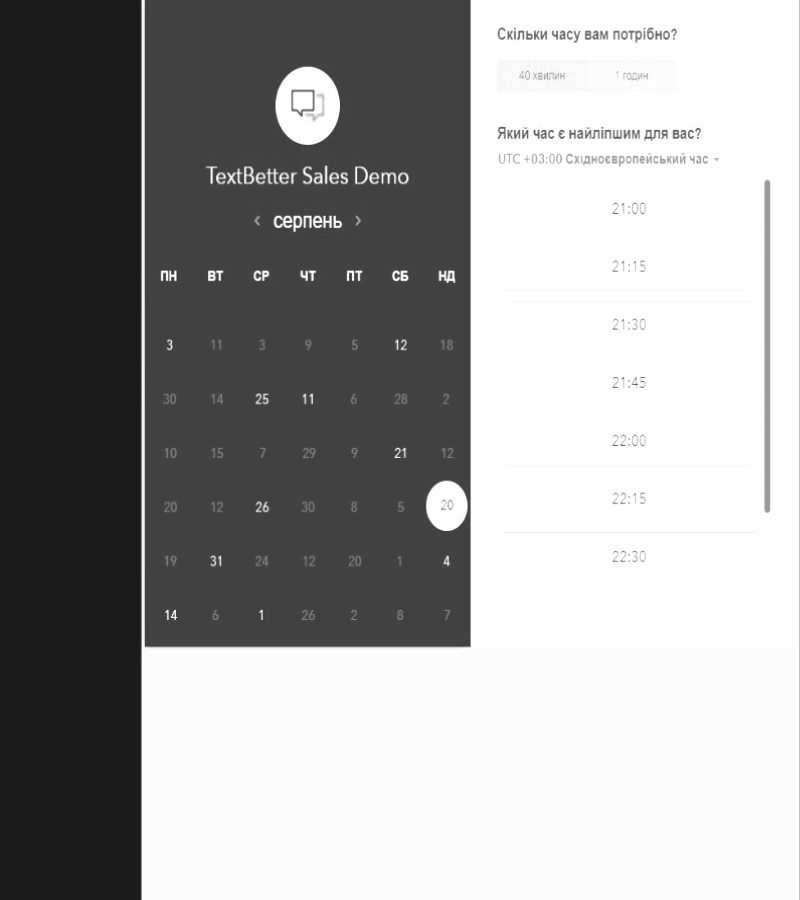 TextBetter Sales Demo
серпень
ПН ВТ СР ЧТ ПТ СБ НД
3 11 3 9 5 12 18
30 14 25 11 6 28 2
10 15 7 29 9 21 12
20 12 26 30 8 5 20
19 31 24 12 20 1 4
14 6 1 26 2 8 7
Скільки часу вам потрібно?
40 хвилин 1 годин
Який час є найліпшим для вас?
UTC +03:00 Східноєвропейський час
21:00
21:15
21:30
21:45
22:00
22:15
22:30